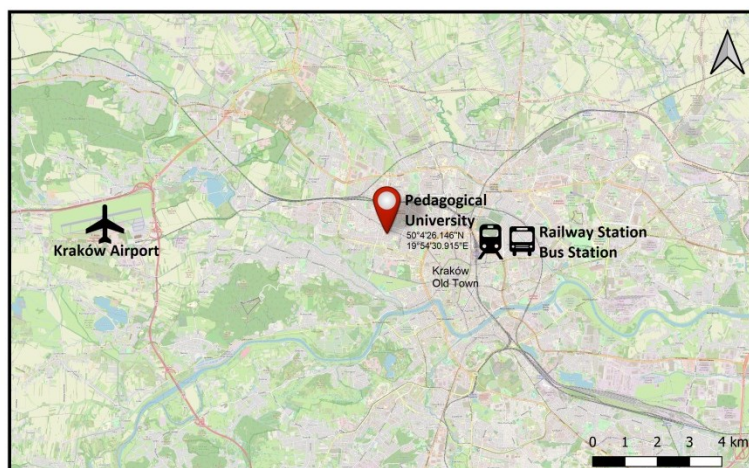 Pedagogical
University
50°4'26.146"N
19°54'30.915"E
Kraków Airport
Railway Station
Bus Station
Kraków
Old Town
0 1 2 3 4 km